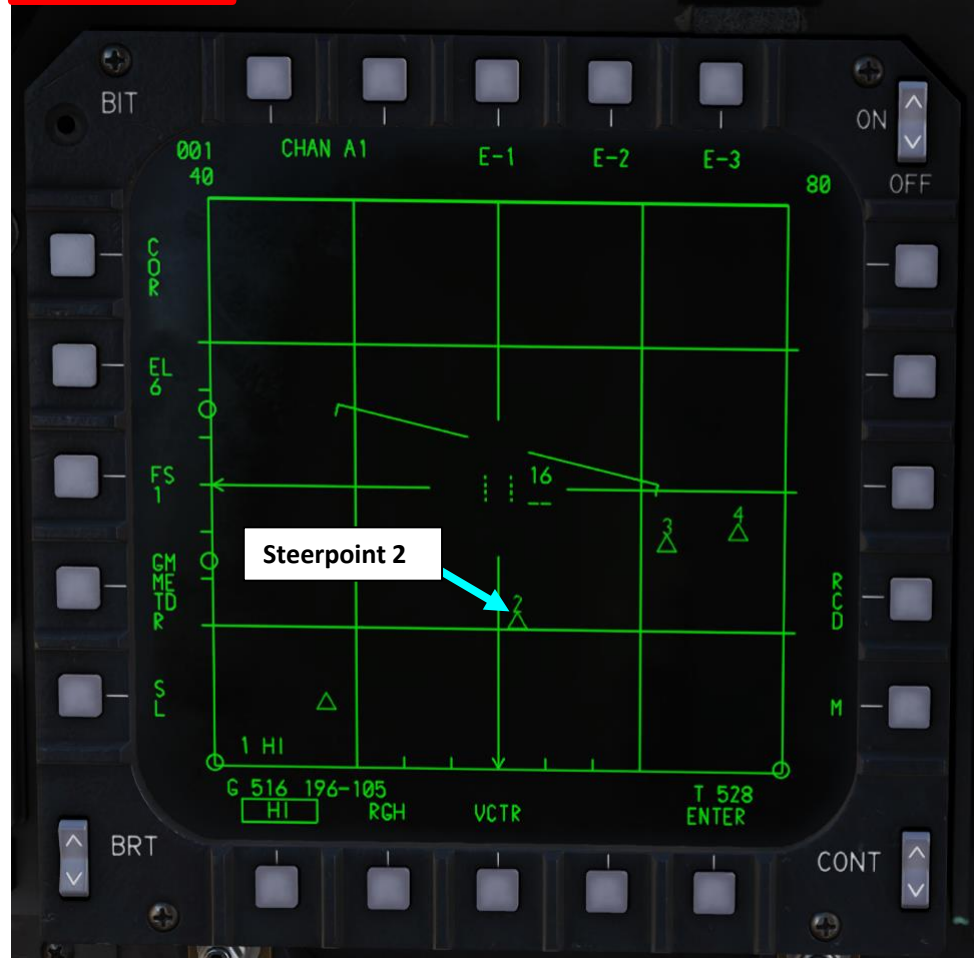 BIT
ON
OFF
001
CHAN A1
E-1
E-2
E-3
40
80
COR
EL
6
16
FS
1
3
4
Steerpoint 2
GM
ME
TD
R
RCD
2
SL
M
1 HI
G 516 196-105
T 528
HI
RGH
VCTR
ENTER
BRT
CONT